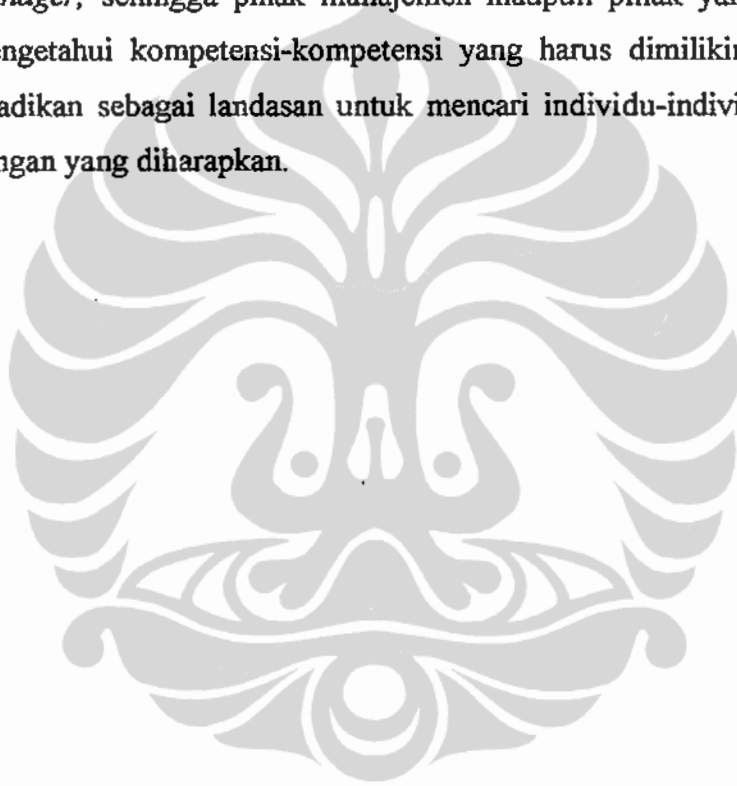 nager, sehingga pihak manajemen maupun pihak ya
engetahui kompetensi-kompetensi yang harus dimilikin
adikan sebagai landasan untuk mencari individu-indivi
ngan yang diharapkan.